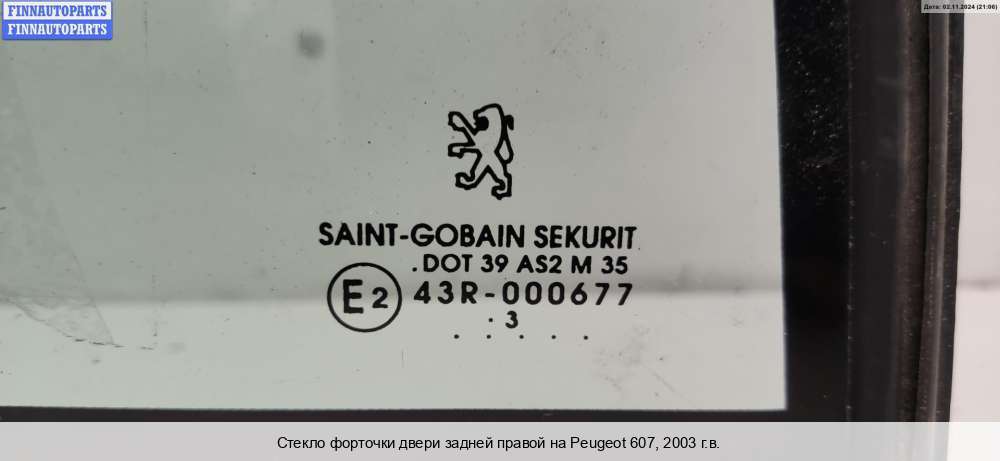 FINNAUTOPARTS
FINNAUTOPARTS
Дата: 02.11.2024 (21:06)
SAINT-GOBAIN SEKURIT
.DOT 39 AS2 M 35
E2 43R-000677
. 3
. . . . .
Стекло форточки двери задней правой на Peugeot 607, 2003 г.в.